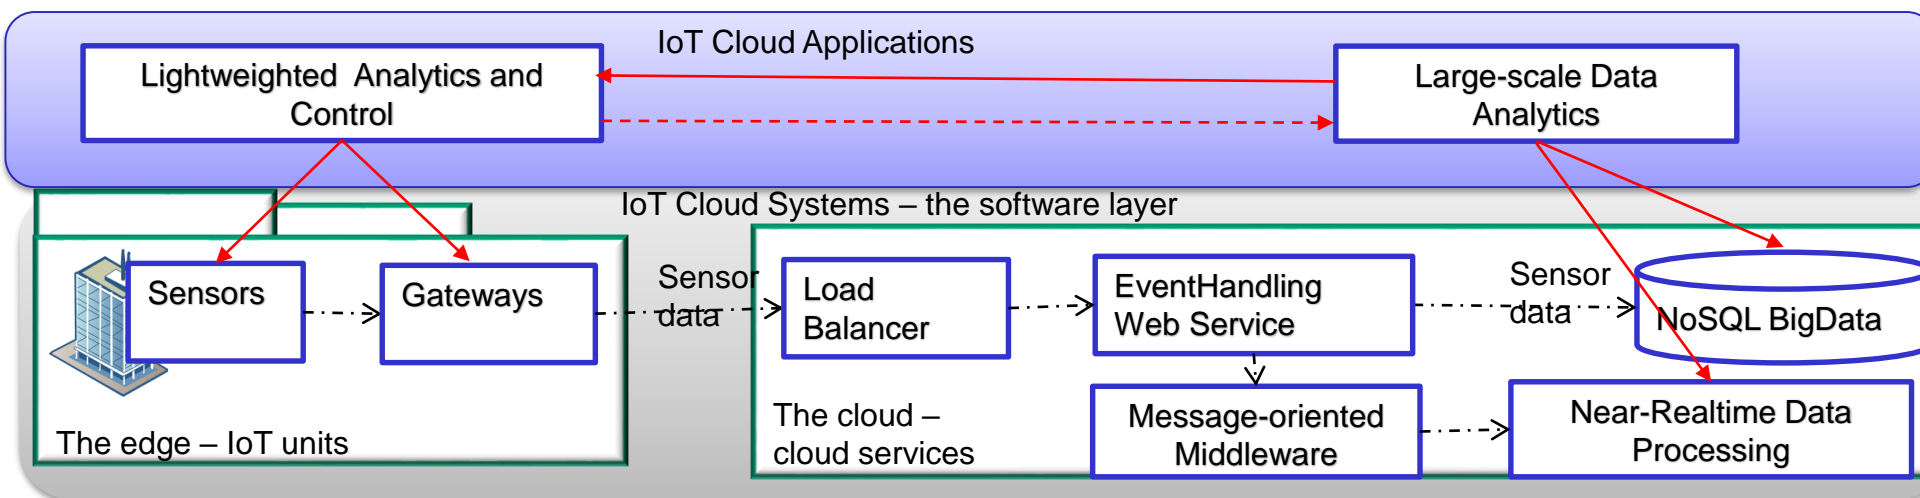 IoT Cloud Applications
Lightweighted Analytics and
Control
Large-scale Data
Analytics
IoT Cloud Systems – the software layer
Sensors
Gateways
The edge – IoT units
Sensor
data
Load
Balancer
EventHandling
Web Service
Sensor
data
NoSQL BigData
The cloud –
cloud services
Message-oriented
Middleware
Near-Realtime Data
Processing